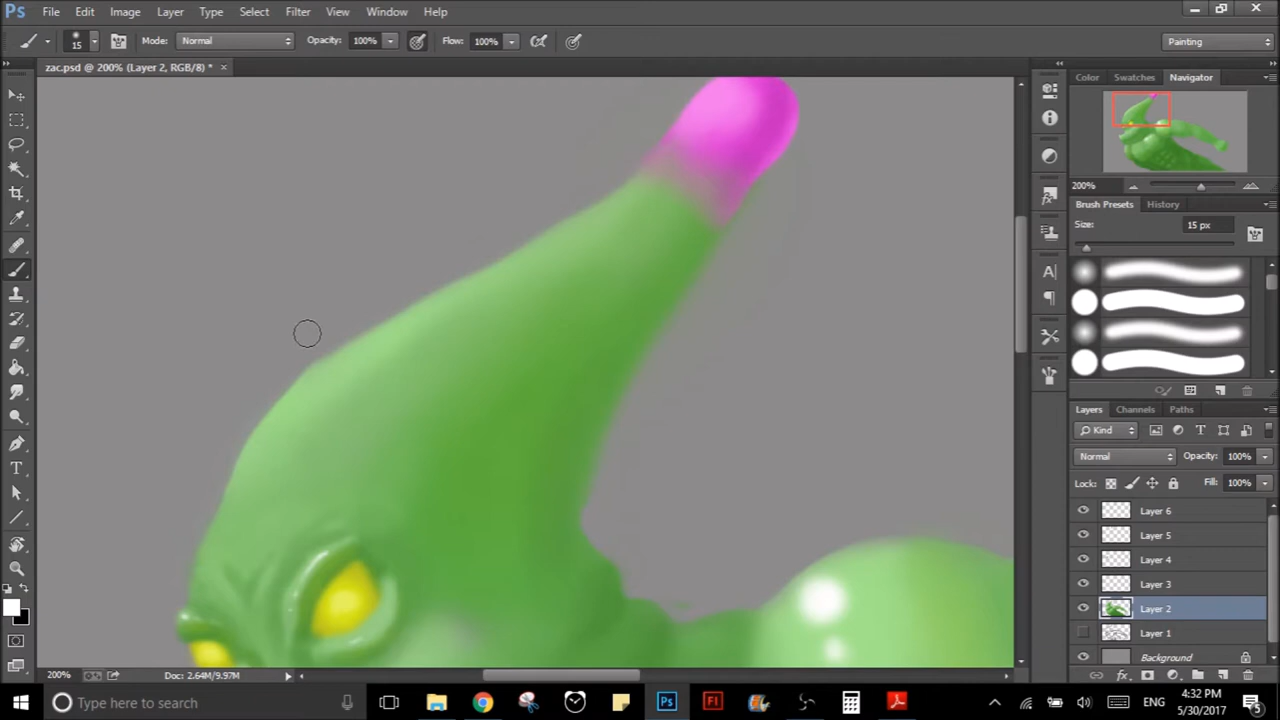 Ps File Edit Image Layer Type Select Filter View Window Help
15 Mode: Normal Opacity: 100% Flow: 100% Painting
zac.psd @ 200% (Layer 2, RGB/8) * ×
Color Swatches Navigator
200%
Brush Presets History
Size: 15 px
Layers Channels Paths
Kind
Normal Opacity: 100%
Lock: Fill: 100%
Layer 6
Layer 5
Layer 4
Layer 3
Layer 2
Layer 1
Background
200% Doc: 2.64M/9.97M
Type here to search Ps Fl ENG 4:32 PM
5/30/2017 5